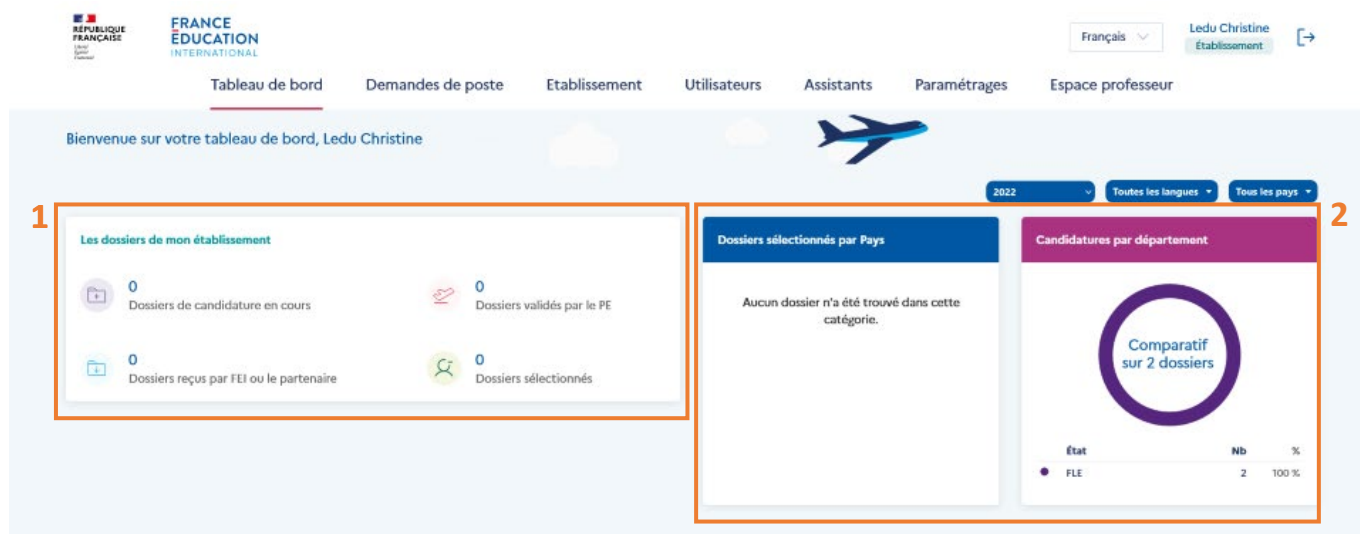 RÉPUBLIQUE
FRANÇAISE
Liberté
Égalité
Fraternité
FRANCE
ÉDUCATION
INTERNATIONAL
Français
Ledu Christine
Établissement
Tableau de bord Demandes de poste Etablissement Utilisateurs Assistants Paramétrages Espace professeur
Bienvenue sur votre tableau de bord, Ledu Christine
2022 Toutes les langues Tous les pays
1
2
Les dossiers de mon établissement
0
Dossiers de candidature en cours
0
Dossiers validés par le PE
0
Dossiers reçus par FEI ou le partenaire
0
Dossiers sélectionnés
Dossiers sélectionnés par Pays
Aucun dossier n'a été trouvé dans cette
catégorie.
Candidatures par département
Comparatif
sur 2 dossiers
État Nb %
FLE 2 100 %